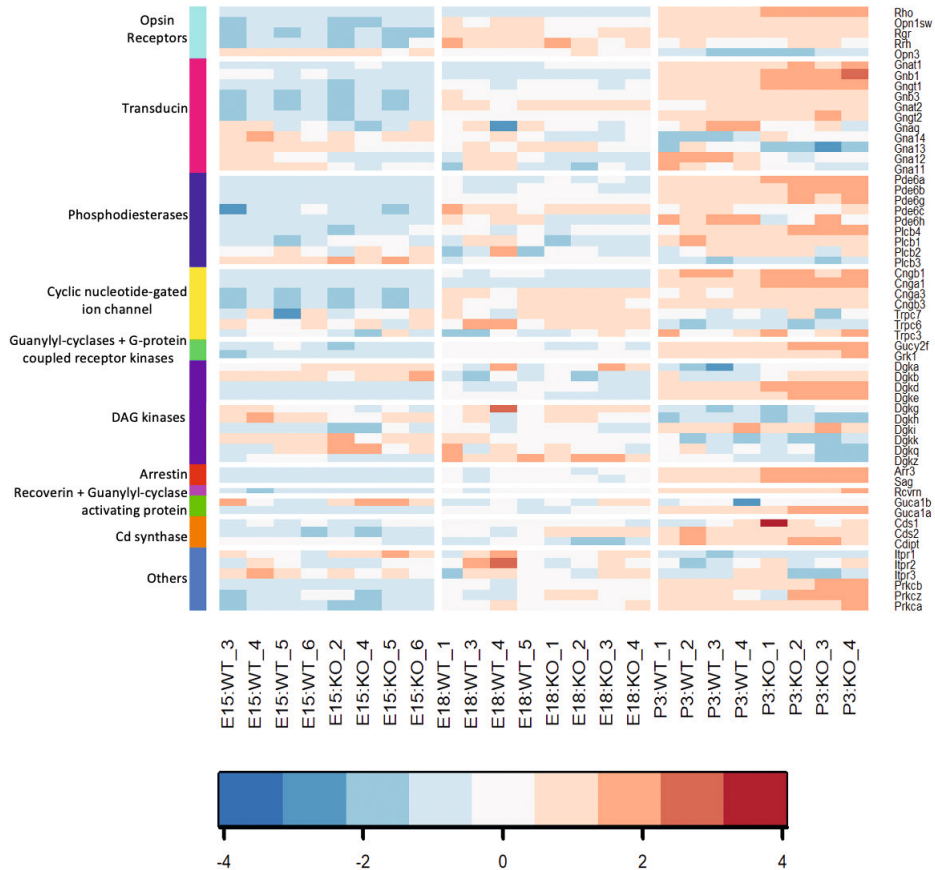 Opsin
Receptors
Transducin
Phosphodiesterases
Cyclic nucleotide-gated
ion channel
Guanylyl-cyclases + G-protein
coupled receptor kinases
DAG kinases
Arrestin
Recoverin + Guanylyl-cyclase
activating protein
Cd synthase
Others
Rho
Opn1sw
Rgr
Rrh
Opn3
Gnat1
Gnb1
Gngt1
Gnb3
Gnat2
Gngt2
Gnaq
Gna14
Gna13
Gna12
Gna11
Pde6a
Pde6b
Pde6g
Pde6c
Pde6h
Plcb4
Plcb1
Plcb2
Plcb3
Cngb1
Cnga1
Cnga3
Cngb3
Trpc7
Trpc6
Trpc3
Gucy2f
Grk1
Dgka
Dgkb
Dgkd
Dgke
Dgkg
Dgkh
Dgki
Dgkk
Dgkq
Dgkz
Arr3
Sag
Rcvrn
Guca1b
Guca1a
Cds1
Cds2
Cdipt
Itpr1
Itpr2
Itpr3
Prkcb
Prkcz
Prkca
E15:WT_3
E15:WT_4
E15:WT_5
E15:WT_6
E15:KO_2
E15:KO_4
E15:KO_5
E15:KO_6
E18:WT_1
E18:WT_3
E18:WT_4
E18:WT_5
E18:KO_1
E18:KO_2
E18:KO_3
E18:KO_4
P3:WT_1
P3:WT_2
P3:WT_3
P3:WT_4
P3:KO_1
P3:KO_2
P3:KO_3
P3:KO_4
-4
-2
0
2
4